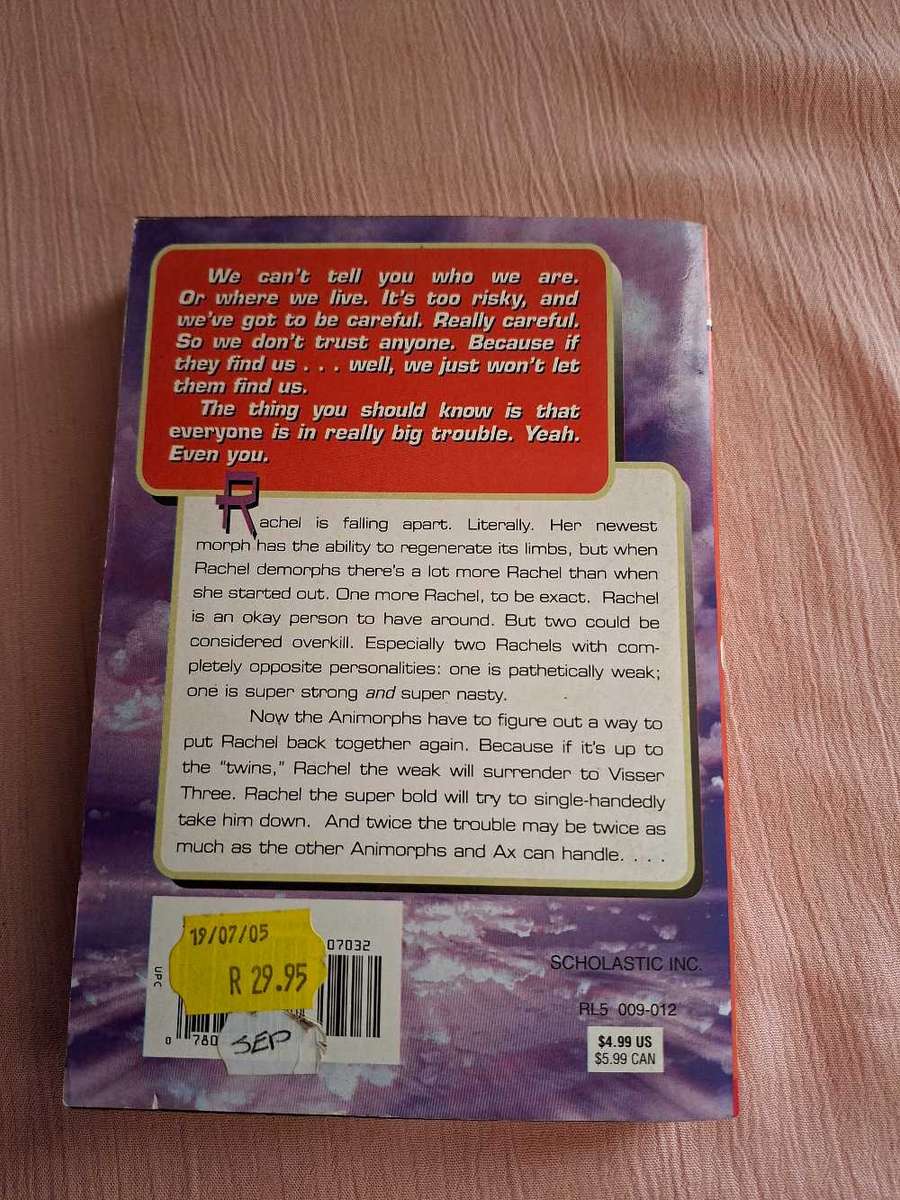 We can't tell you who we are.
Or where we live. It's too risky, and
we've got to be careful. Really careful.
So we don't trust anyone. Because if
they find us . . . well, we just won't let
them find us.
The thing you should know is that
everyone is in really big trouble. Yeah.
Even you.
Rachel is falling apart. Literally. Her newest
morph has the ability to regenerate its limbs, but when
Rachel demorphs there's a lot more Rachel than when
she started out. One more Rachel, to be exact. Rachel
is an okay person to have around. But two could be
considered overkill. Especially two Rachels with com-
pletely opposite personalities: one is pathetically weak;
one is super strong and super nasty.
Now the Animorphs have to figure out a way to
put Rachel back together again. Because if it's up to
the "twins," Rachel the weak will surrender to Visser
Three. Rachel the super bold will try to single-handedly
take him down. And twice the trouble may be twice as
much as the other Animorphs and Ax can handle. . . .
19/07/05
R 29.95
SEP
07032
UPC
0 780
SCHOLASTIC INC.
RL5 009-012
$4.99 US
$5.99 CAN